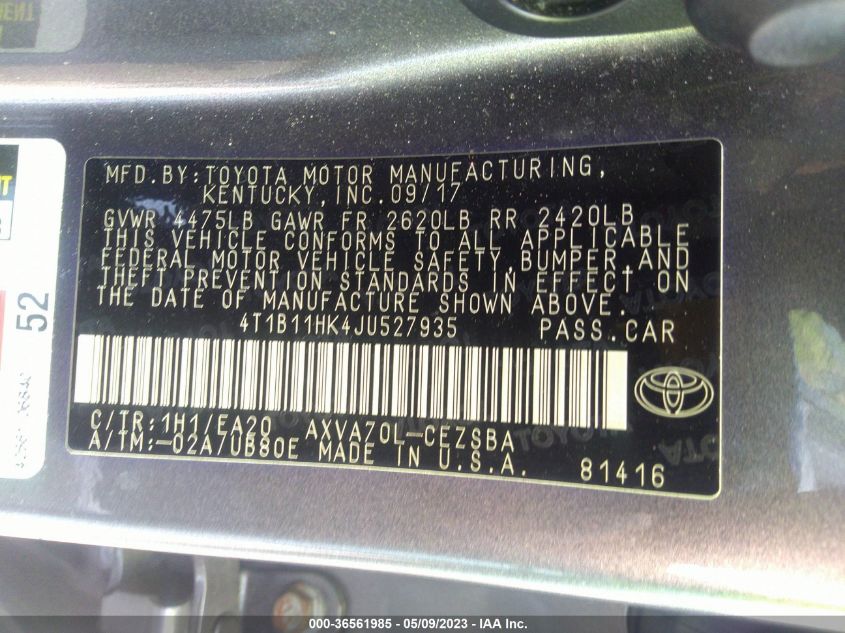 MFD. BY: TOYOTA MOTOR MANUFACTURING,
KENTUCKY, INC. 09/17
GVWR 4475LB GAWR FR 2620LB RR 2420LB
THIS VEHICLE CONFORMS TO ALL APPLICABLE
FEDERAL MOTOR VEHICLE SAFETY, BUMPER, AND
THEFT PREVENTION STANDARDS IN EFFECT ON
THE DATE OF MANUFACTURE SHOWN ABOVE.
4T1B11HK4JU527935 PASS. CAR
C/TR: 1H1/EA20 AXVA70L-CEZSBA
A/TM: -02A/UB80E MADE IN U.S.A. 81416
52
000-36561985 / 05/09/2023 — IAA Inc.